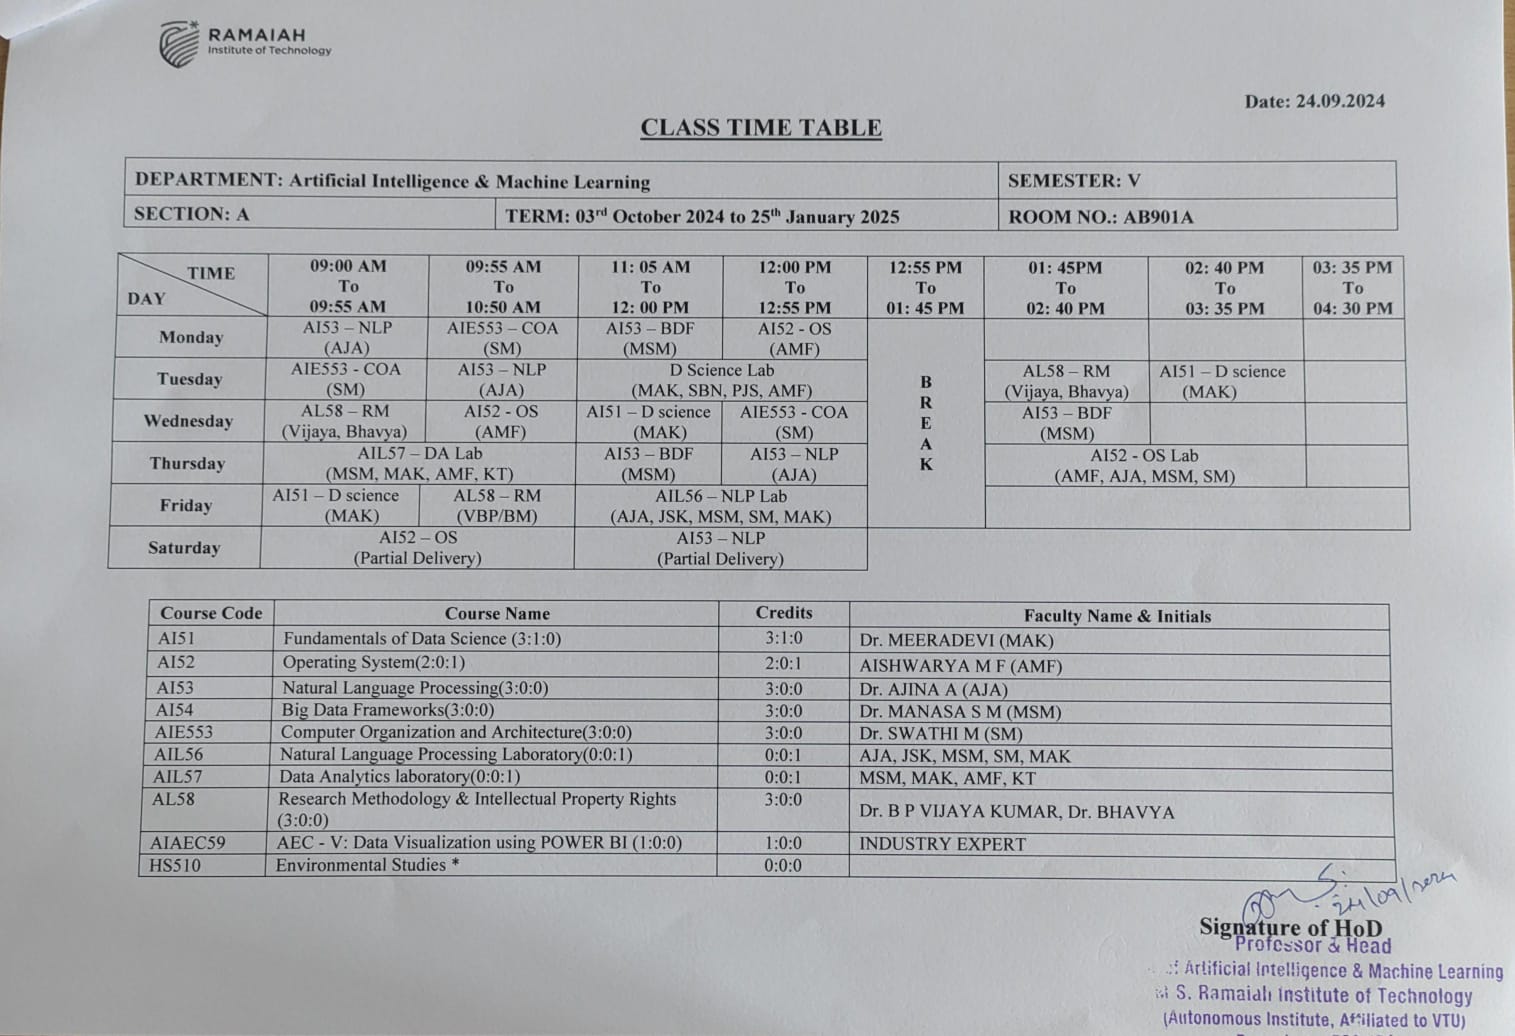 RAMAIAH
Institute of Technology
Date: 24.09.2024
CLASS TIME TABLE
DEPARTMENT: Artificial Intelligence & Machine Learning SEMESTER: V
SECTION: A TERM: 03rd October 2024 to 25th January 2025 ROOM NO.: AB901A
TIME DAY 09:00 AM To 09:55 AM 09:55 AM To 10:50 AM 11: 05 AM To 12: 00 PM 12:00 PM To 12:55 PM 12:55 PM To 01: 45 PM 01: 45PM To 02: 40 PM 02: 40 PM To 03: 35 PM 03: 35 PM To 04: 30 PM
Monday AI53 – NLP (AJA) AIE553 – COA (SM) AI53 – BDF (MSM) AI52 - OS (AMF)
BREAK
Tuesday AIE553 - COA (SM) AI53 – NLP (AJA) D Science Lab (MAK, SBN, PJS, AMF) AL58 – RM (Vijaya, Bhavya) AI51 – D science (MAK)
Wednesday AL58 – RM (Vijaya, Bhavya) AI52 - OS (AMF) AI51 – D science (MAK) AIE553 - COA (SM) AI53 – BDF (MSM)
Thursday AIL57 – DA Lab (MSM, MAK, AMF, KT) AI53 – BDF (MSM) AI53 – NLP (AJA) AI52 - OS Lab (AMF, AJA, MSM, SM)
Friday AI51 – D science (MAK) AL58 – RM (VBP/BM) AIL56 – NLP Lab (AJA, JSK, MSM, SM, MAK)
Saturday AI52 – OS (Partial Delivery) AI53 – NLP (Partial Delivery)
Course Code Course Name Credits Faculty Name & Initials
AI51 Fundamentals of Data Science (3:1:0) 3:1:0 Dr. MEERADEVI (MAK)
AI52 Operating System(2:0:1) 2:0:1 AISHWARYA M F (AMF)
AI53 Natural Language Processing(3:0:0) 3:0:0 Dr. AJINA A (AJA)
AI54 Big Data Frameworks(3:0:0) 3:0:0 Dr. MANASA S M (MSM)
AIE553 Computer Organization and Architecture(3:0:0) 3:0:0 Dr. SWATHI M (SM)
AIL56 Natural Language Processing Laboratory(0:0:1) 0:0:1 AJA, JSK, MSM, SM, MAK
AIL57 Data Analytics laboratory(0:0:1) 0:0:1 MSM, MAK, AMF, KT
AL58 Research Methodology & Intellectual Property Rights (3:0:0) 3:0:0 Dr. B P VIJAYA KUMAR, Dr. BHAVYA
AIAEC59 AEC - V: Data Visualization using POWER BI (1:0:0) 1:0:0 INDUSTRY EXPERT
HS510 Environmental Studies * 0:0:0
24/09/2024
Signature of HoD
Professor & Head
Artificial Intelligence & Machine Learning
S. Ramaiah Institute of Technology
(Autonomous Institute, Affiliated to VTU)